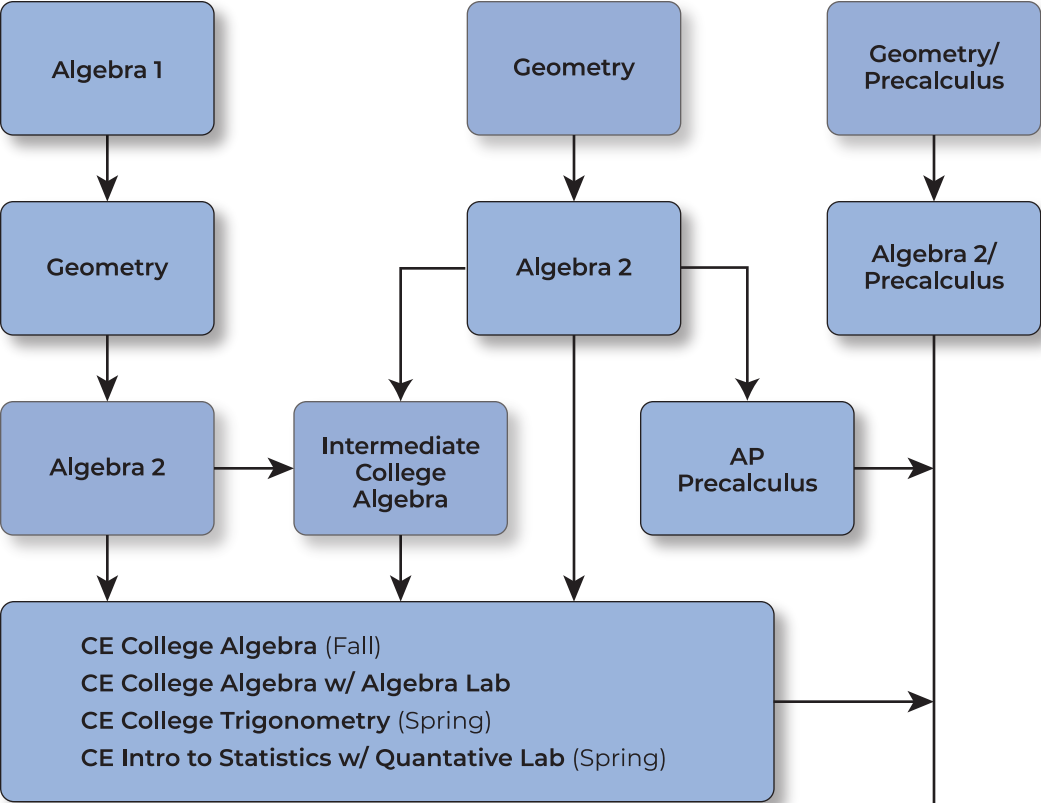 Algebra 1
Geometry
Geometry/
Precalculus
Geometry
Algebra 2
Algebra 2/
Precalculus
Algebra 2
Intermediate
College
Algebra
AP
Precalculus
CE College Algebra (Fall)
CE College Algebra w/ Algebra Lab
CE College Trigonometry (Spring)
CE Intro to Statistics w/ Quantative Lab (Spring)